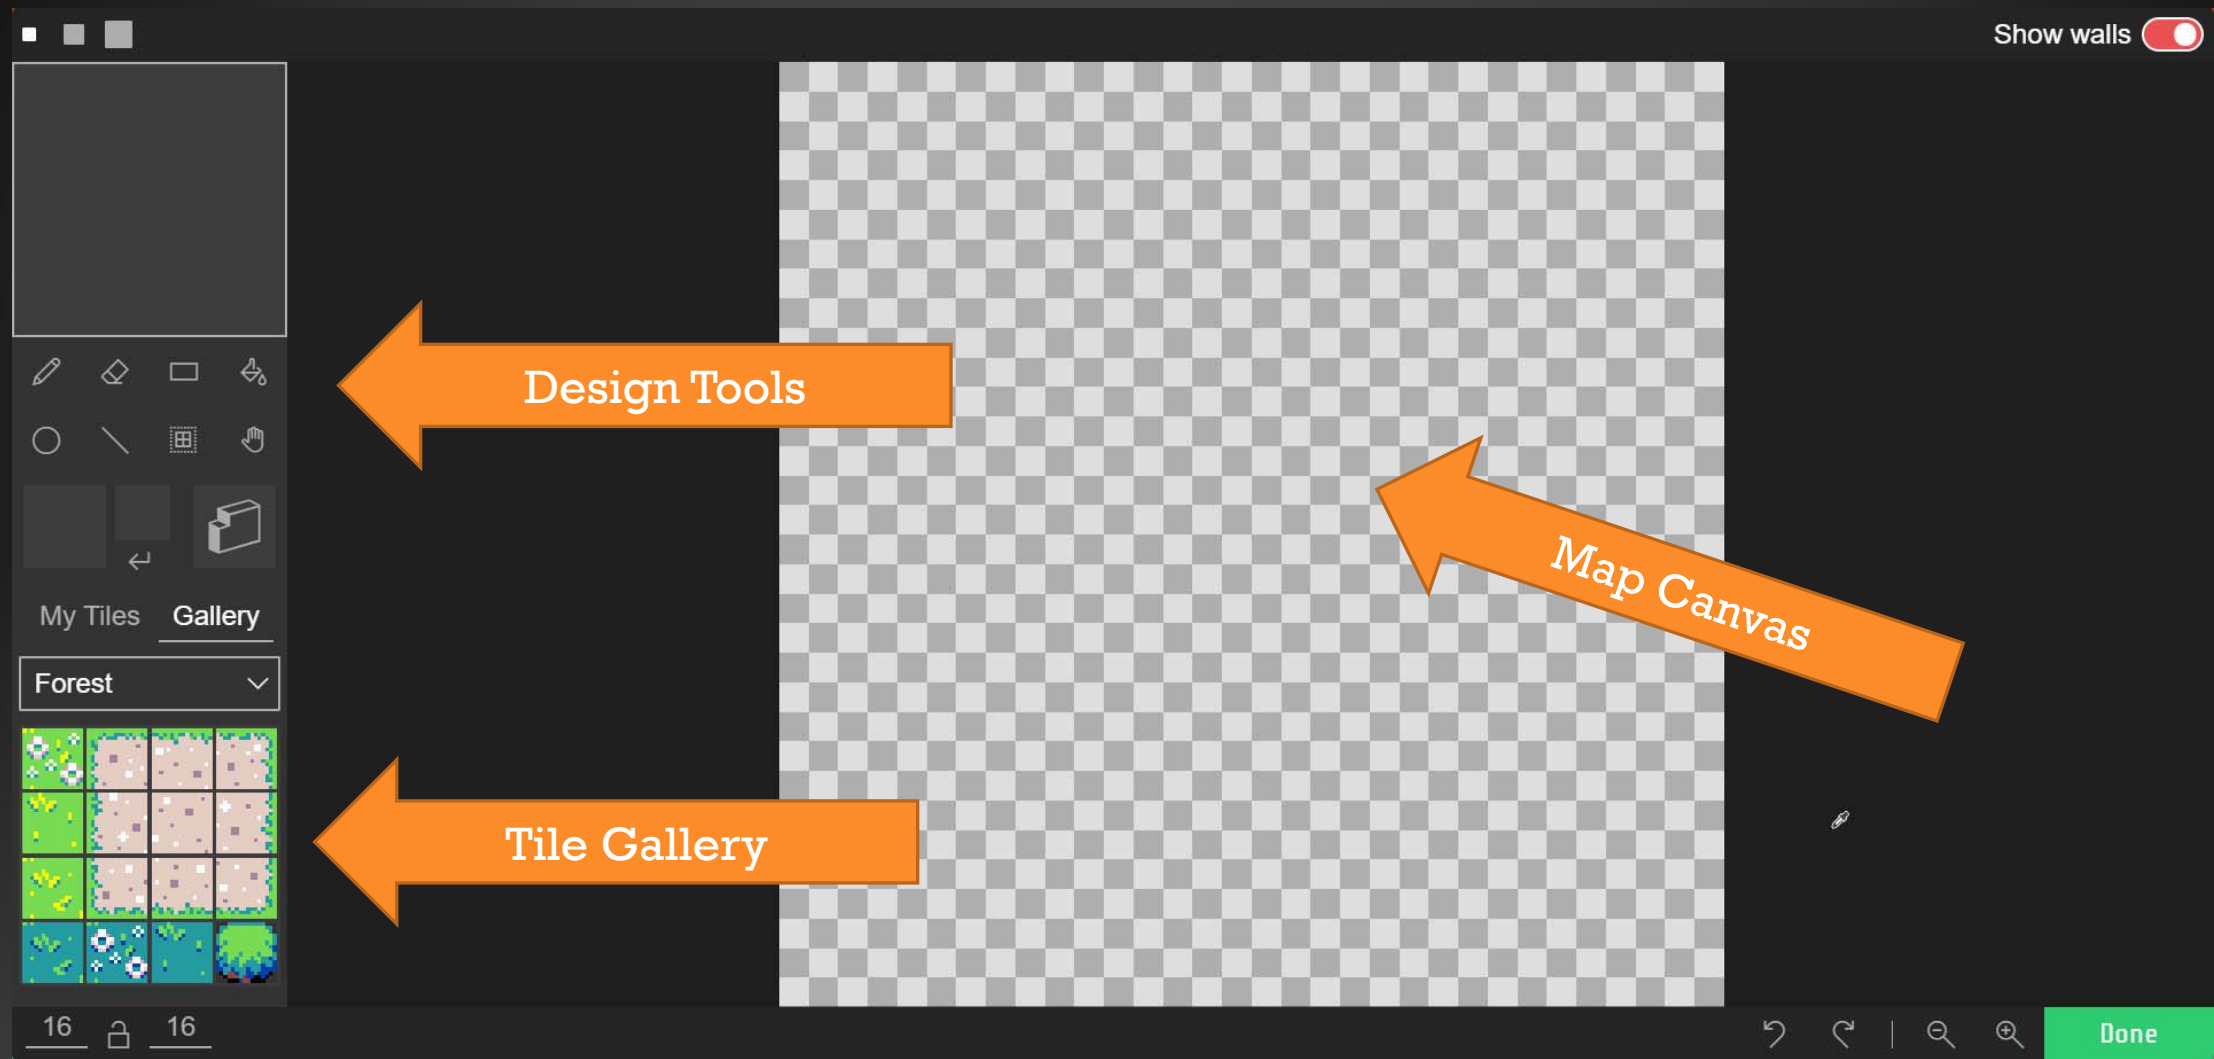 Show walls
Design Tools
Map Canvas
My Tiles Gallery
Forest
Tile Gallery
16 16
Done